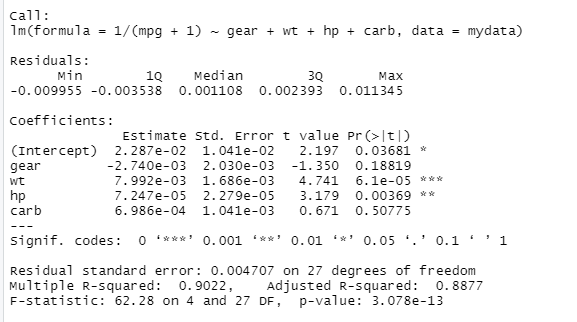 Call:
lm(formula = 1/(mpg + 1) ~ gear + wt + hp + carb, data = mydata)
Residuals:
Min 1Q Median 3Q Max
-0.009955 -0.003538 0.001108 0.002393 0.011345
Coefficients:
Estimate Std. Error t value Pr(>|t|)
(Intercept) 2.287e-02 1.041e-02 2.197 0.03681 *
gear -2.740e-03 2.030e-03 -1.350 0.18819
wt 7.992e-03 1.686e-03 4.741 6.1e-05 ***
hp 7.247e-05 2.279e-05 3.179 0.00369 **
carb 6.986e-04 1.041e-03 0.671 0.50775
---
Signif. codes: 0 ‘***’ 0.001 ‘**’ 0.01 ‘*’ 0.05 ‘.’ 0.1 ‘ ’ 1
Residual standard error: 0.004707 on 27 degrees of freedom
Multiple R-squared: 0.9022, Adjusted R-squared: 0.8877
F-statistic: 62.28 on 4 and 27 DF, p-value: 3.078e-13